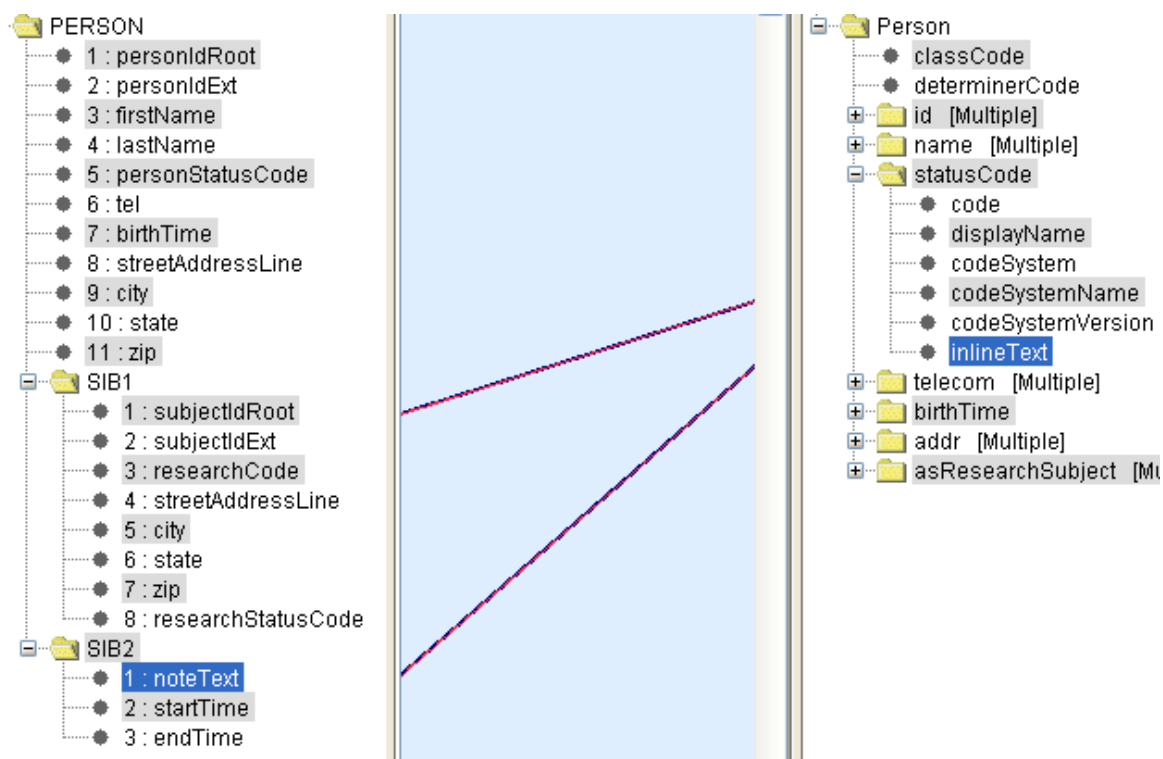 PERSON
1 : personIdRoot
2 : personIdExt
3 : firstName
4 : lastName
5 : personStatusCode
6 : tel
7 : birthTime
8 : streetAddressLine
9 : city
10 : state
11 : zip
SIB1
1 : subjectIdRoot
2 : subjectIdExt
3 : researchCode
4 : streetAddressLine
5 : city
6 : state
7 : zip
8 : researchStatusCode
SIB2
1 : noteText
2 : startTime
3 : endTime
Person
classCode
determinerCode
id [Multiple]
name [Multiple]
statusCode
code
displayName
codeSystem
codeSystemName
codeSystemVersion
inlineText
telecom [Multiple]
birthTime
addr [Multiple]
asResearchSubject [Mu